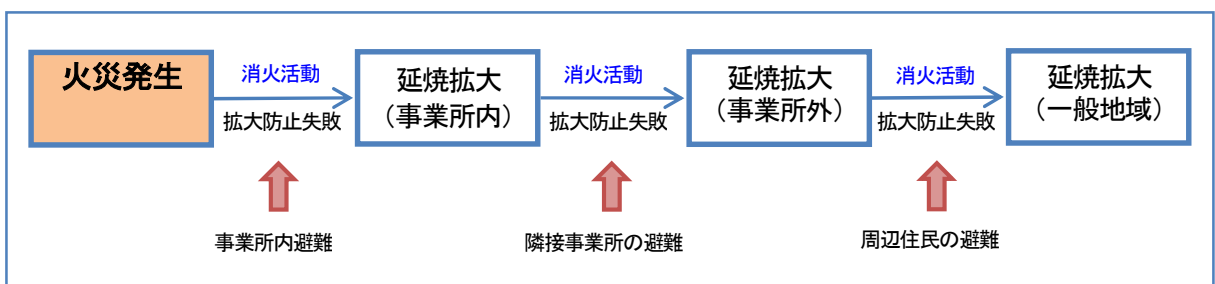 火災発生
消火活動
拡大防止失敗
延焼拡大
（事業所内）
消火活動
拡大防止失敗
延焼拡大
（事業所外）
消火活動
拡大防止失敗
延焼拡大
（一般地域）
事業所内避難
隣接事業所の避難
周辺住民の避難